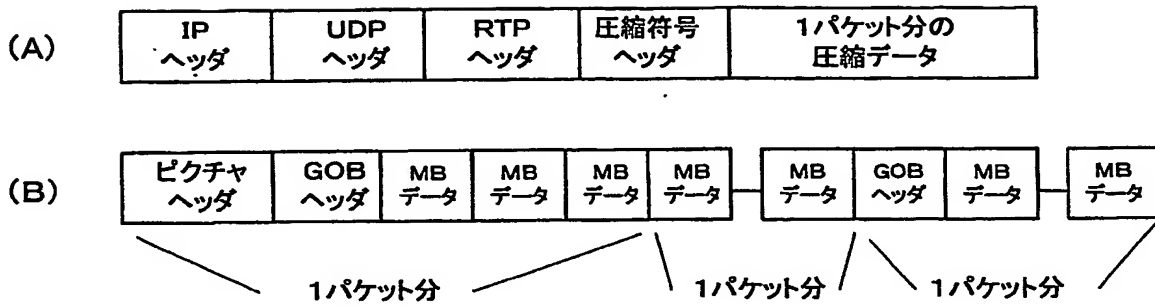 (A)
IP
ヘッダ
UDP
ヘッダ
RTP
ヘッダ
圧縮符号
ヘッダ
1パケット分の
圧縮データ
(B)
ピクチャ
ヘッダ
GOB
ヘッダ
MB
データ
MB
データ
MB
データ
MB
データ
MB
データ
GOB
ヘッダ
MB
データ
MB
データ
1パケット分
1パケット分
1パケット分